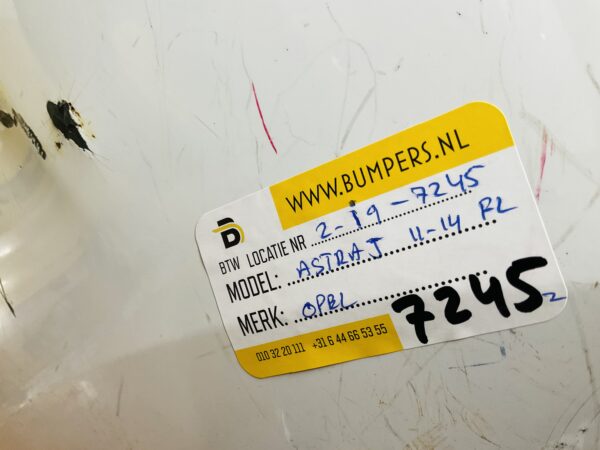 WWW.BUMPERS.NL
BTW LOCATIE NR 2-19-7245
MODEL: ASTRA J 11-14 FL
MERK: OPEL
7245
010 32 20 111 +31 6 44 66 53 55